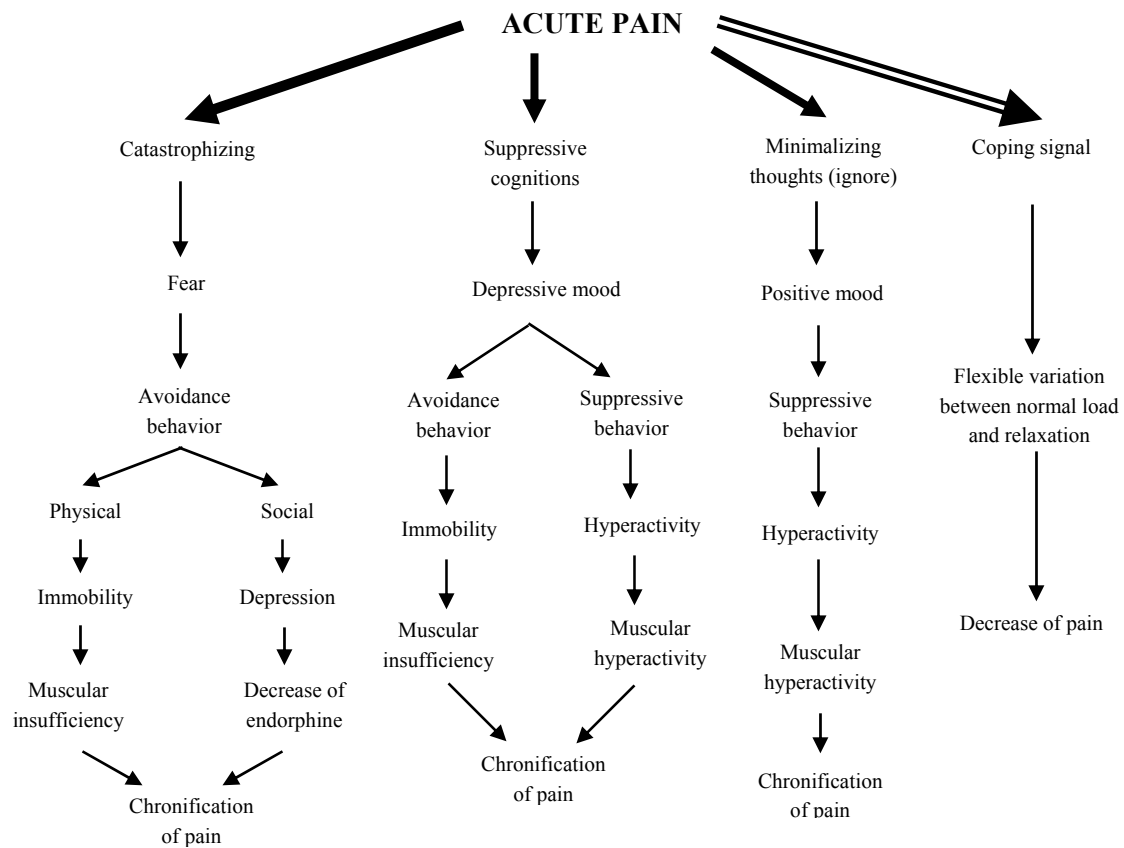 ACUTE PAIN
Catastrophizing
Fear
Avoidance
behavior
Physical
Immobility
Muscular
insufficiency
Social
Depression
Decrease of
endorphine
Chronification
of pain
Suppressive
cognitions
Depressive mood
Avoidance
behavior
Immobility
Muscular
insufficiency
Suppressive
behavior
Hyperactivity
Muscular
hyperactivity
Chronification
of pain
Minimalizing
thoughts (ignore)
Positive mood
Suppressive
behavior
Hyperactivity
Muscular
hyperactivity
Chronification
of pain
Coping signal
Flexible variation
between normal load
and relaxation
Decrease of pain